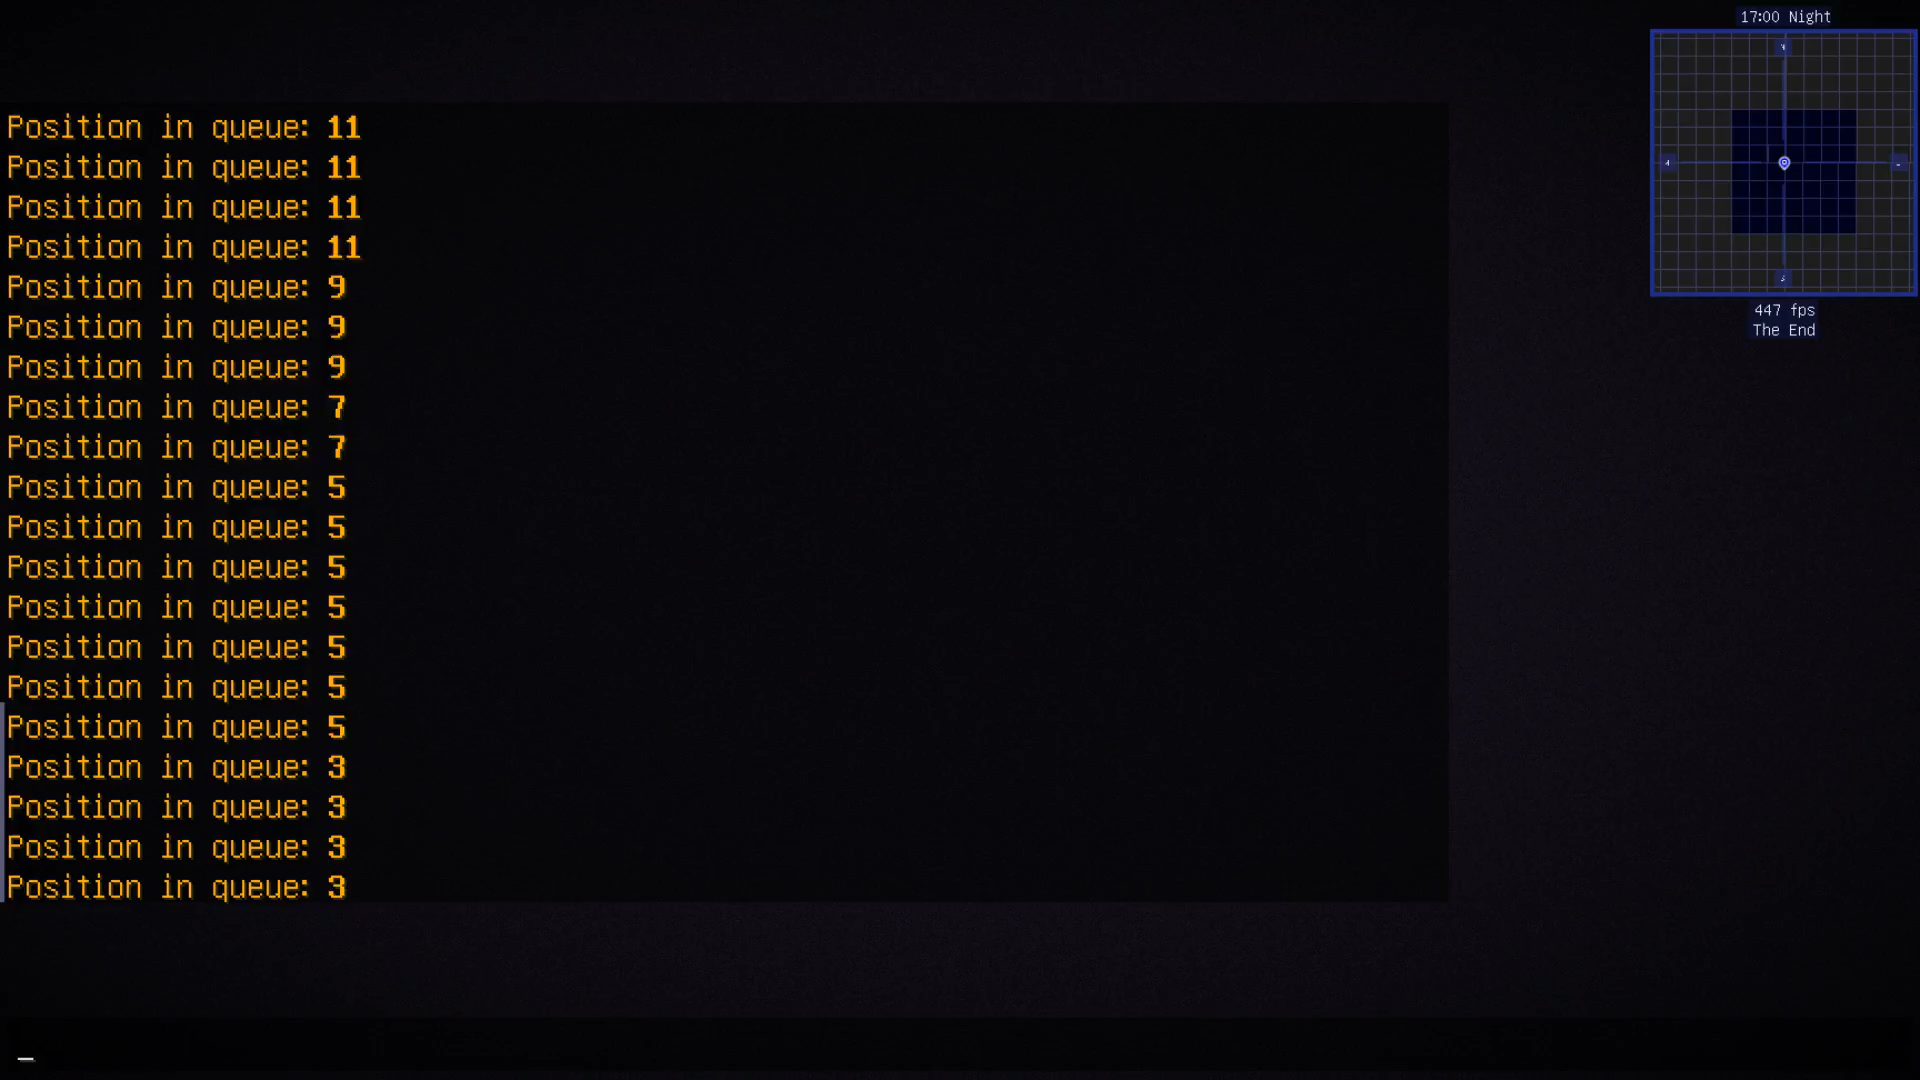 17:00 Night
Position in queue: 11
Position in queue: 11
Position in queue: 11
Position in queue: 11
Position in queue: 9
Position in queue: 9
Position in queue: 9
Position in queue: 7
Position in queue: 7
Position in queue: 5
Position in queue: 5
Position in queue: 5
Position in queue: 5
Position in queue: 5
Position in queue: 5
Position in queue: 5
Position in queue: 3
Position in queue: 3
Position in queue: 3
Position in queue: 3
447 fps
The End
_